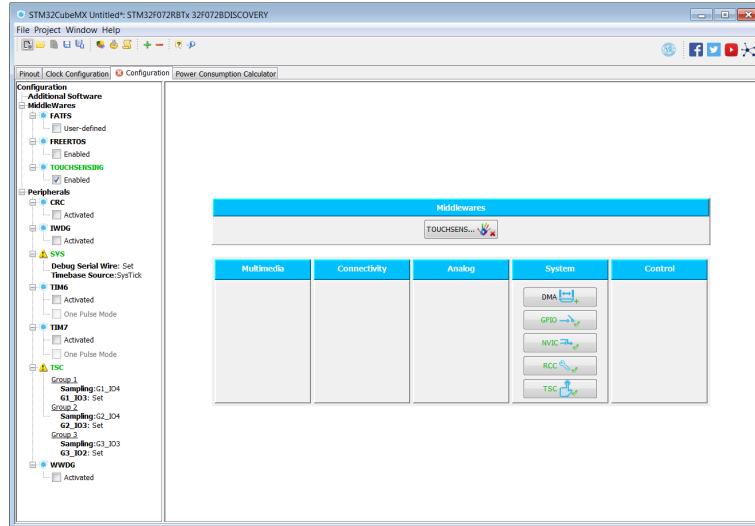 STM32CubeMX Untitled*: STM32F072RBTx 32F072BDISCOVERY
File Project Window Help
Pinout Clock Configuration Configuration Power Consumption Calculator
Configuration
Additional Software
MiddleWares
FATFS
User-defined
FREERTOS
Enabled
TOUCHSENSING
Enabled
Peripherals
CRC
Activated
IWDG
Activated
SYS
Debug Serial Wire: Set
Timebase Source:SysTick
TIM6
Activated
One Pulse Mode
TIM7
Activated
One Pulse Mode
TSC
Group 1
Sampling:G1_IO4
G1_IO3: Set
Group 2
Sampling:G2_IO4
G2_IO3: Set
Group 3
Sampling:G3_IO3
G3_IO2: Set
WWDG
Activated
Middlewares
TOUCHSENS...
Multimedia Connectivity Analog System Control
DMA
GPIO
NVIC
RCC
TSC